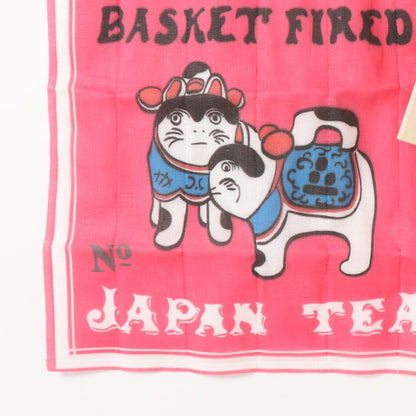 BASKET FIRED
No
JAPAN TEA